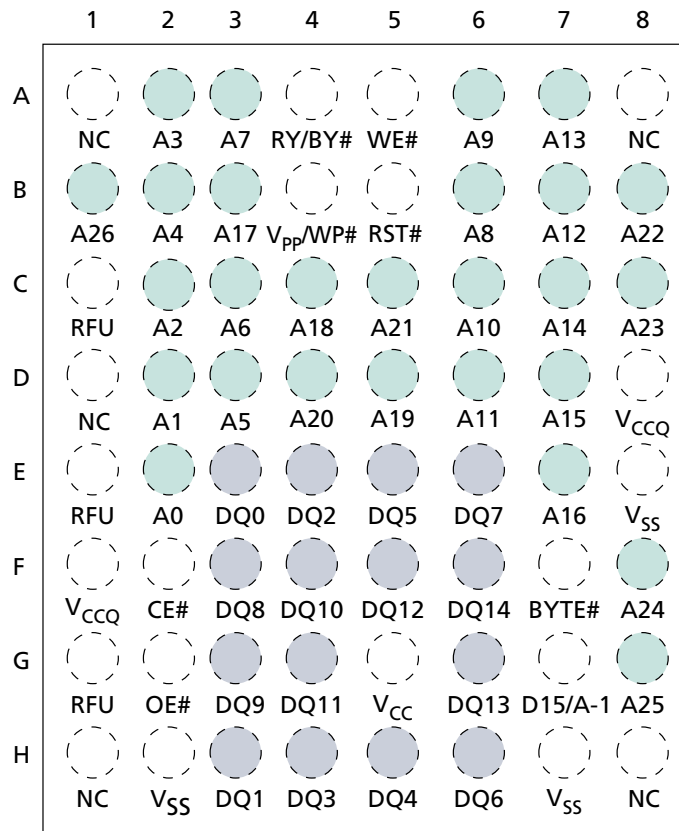 1 2 3 4 5 6 7 8
A
NC A3 A7 RY/BY# WE# A9 A13 NC
B
A26 A4 A17 VPP/WP# RST# A8 A12 A22
C
RFU A2 A6 A18 A21 A10 A14 A23
D
NC A1 A5 A20 A19 A11 A15 VCCQ
E
RFU A0 DQ0 DQ2 DQ5 DQ7 A16 VSS
F
VCCQ CE# DQ8 DQ10 DQ12 DQ14 BYTE# A24
G
RFU OE# DQ9 DQ11 VCC DQ13 D15/A-1 A25
H
NC VSS DQ1 DQ3 DQ4 DQ6 VSS NC